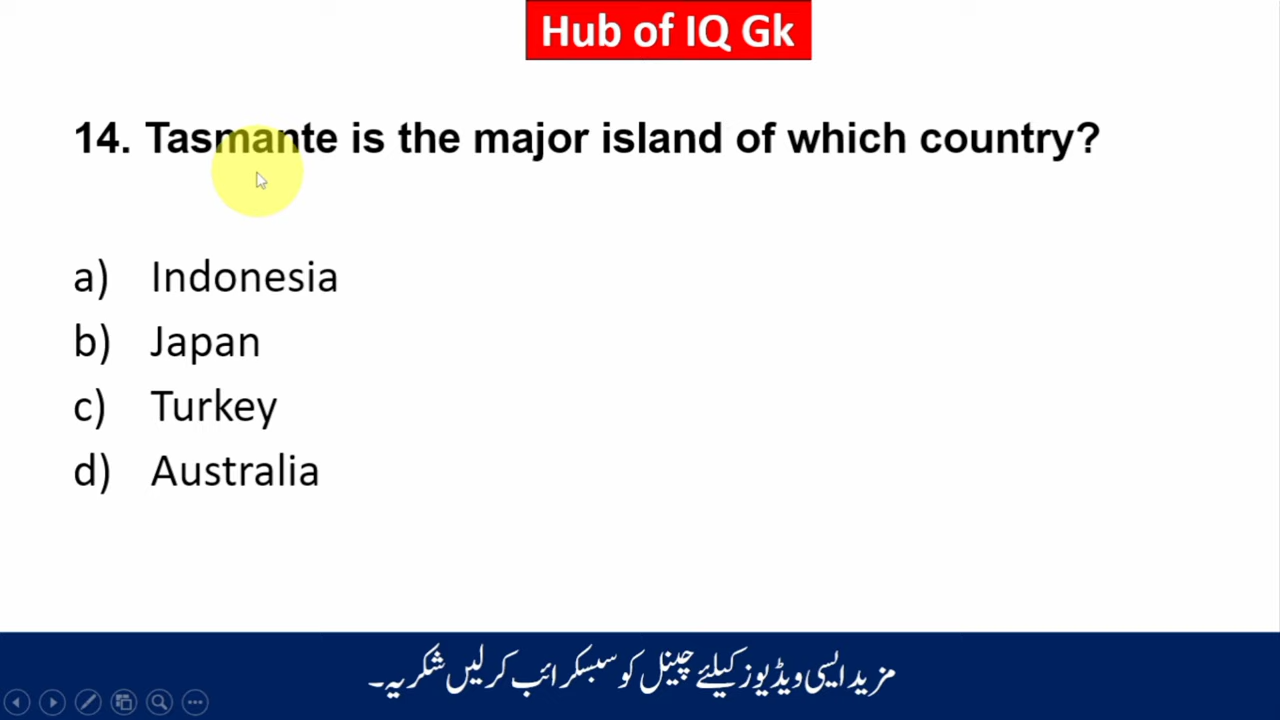 Hub of IQ Gk
14. Tasmante is the major island of which country?
a) Indonesia
b) Japan
c) Turkey
d) Australia
مزید ایسی ویڈیوز کیلئے چینل کو سبسکرائب کر لیں شکریہ۔